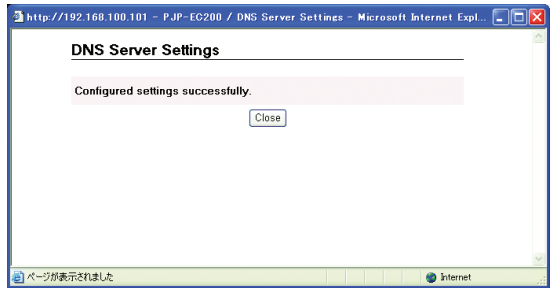 http://192.168.100.101 - PJP-EC200 / DNS Server Settings - Microsoft Internet Expl...
DNS Server Settings
Configured settings successfully.
Close
ページが表示されました
Internet